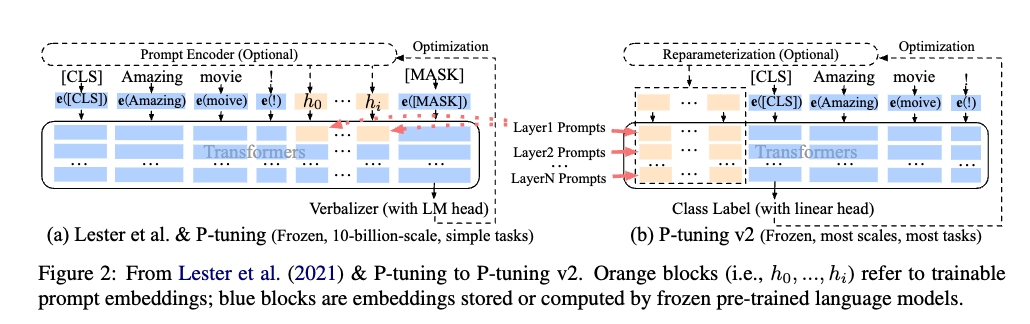 Prompt Encoder (Optional)
Optimization
[CLS] Amazing movie ! [MASK]
e([CLS]) e(Amazing) e(moive) e(!) h0 ... hi e([MASK])
...
Transformers
... ... ... ... ... ... ...
...
Verbalizer (with LM head)
(a) Lester et al. & P-tuning (Frozen, 10-billion-scale, simple tasks)
Reparameterization (Optional)
Optimization
[CLS] Amazing movie !
... e([CLS]) e(Amazing) e(moive) e(!)
Layer1 Prompts ...
Layer2 Prompts ... Transformers
... ... ... ... ... ... ...
LayerN Prompts ...
Class Label (with linear head)
(b) P-tuning v2 (Frozen, most scales, most tasks)
Figure 2: From Lester et al. (2021) & P-tuning to P-tuning v2. Orange blocks (i.e., h0, ..., hi) refer to trainable
prompt embeddings; blue blocks are embeddings stored or computed by frozen pre-trained language models.